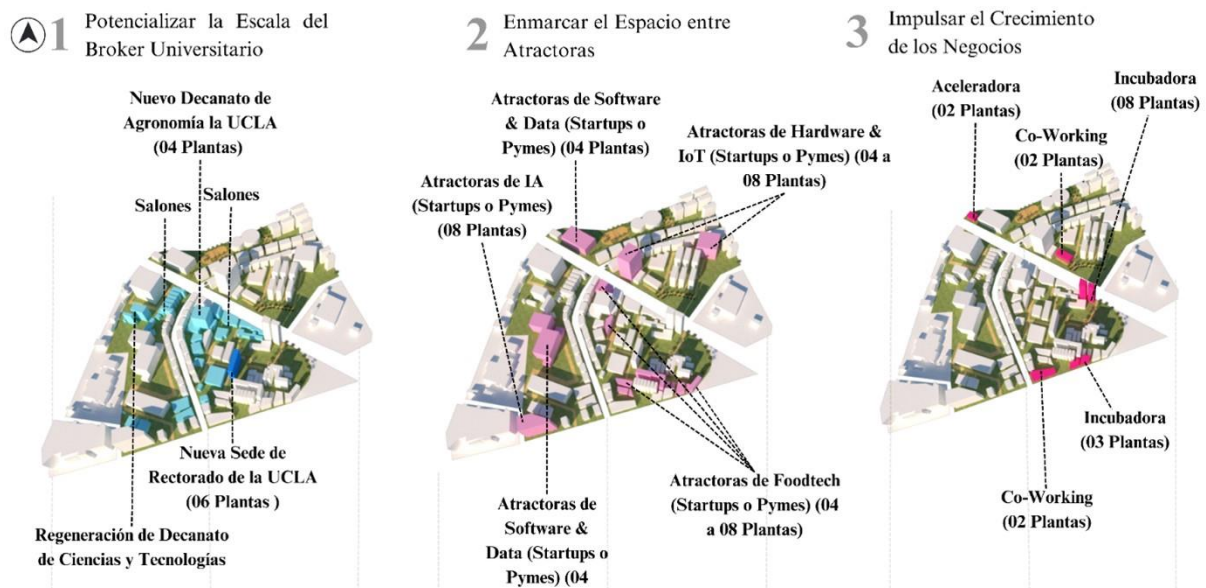 1 Potencializar la Escala del
Broker Universitario
Nuevo Decanato de
Agronomía la UCLA
(04 Plantas)
Salones
Salones
Nueva Sede de
Rectorado de la UCLA
(06 Plantas )
Regeneración de Decanato
de Ciencias y Tecnologías
2 Enmarcar el Espacio entre
Atractoras
Atractoras de Software
& Data (Startups o
Pymes) (04 Plantas)
Atractoras de Hardware &
IoT (Startups o Pymes) (04 a
08 Plantas)
Atractoras de IA
(Startups o Pymes)
(08 Plantas)
Atractoras de Foodtech
(Startups o Pymes) (04
a 08 Plantas)
Atractoras de
Software &
Data (Startups o
Pymes) (04
3 Impulsar el Crecimiento
de los Negocios
Aceleradora
(02 Plantas)
Incubadora
(08 Plantas)
Co-Working
(02 Plantas)
Incubadora
(03 Plantas)
Co-Working
(02 Plantas)